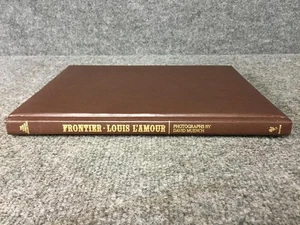 FRONTIER · LOUIS L'AMOUR
PHOTOGRAPHS BY
DAVID MUENCH